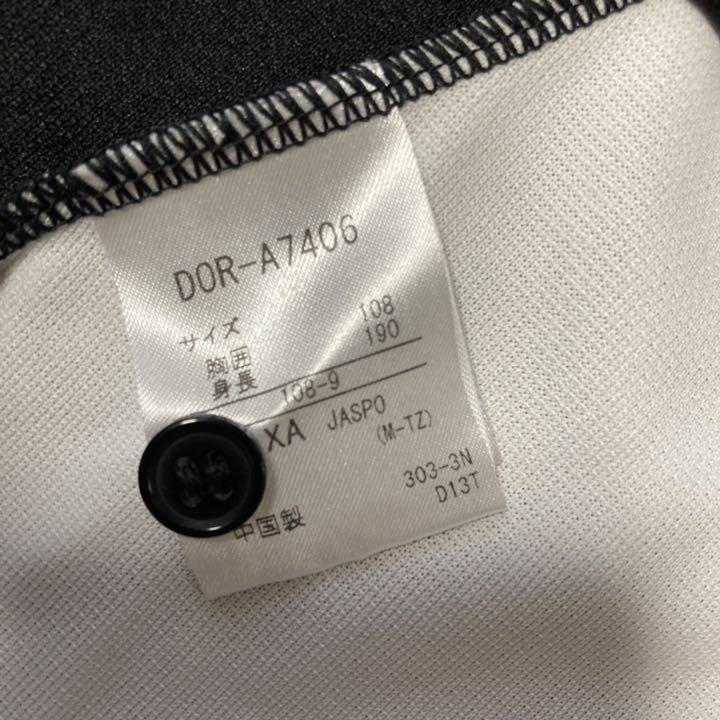 DOR-A7406
サイズ
胸囲 108
身長 190
108-9
XA JASPO
(M-TZ)
303-3N
D13T
中国製